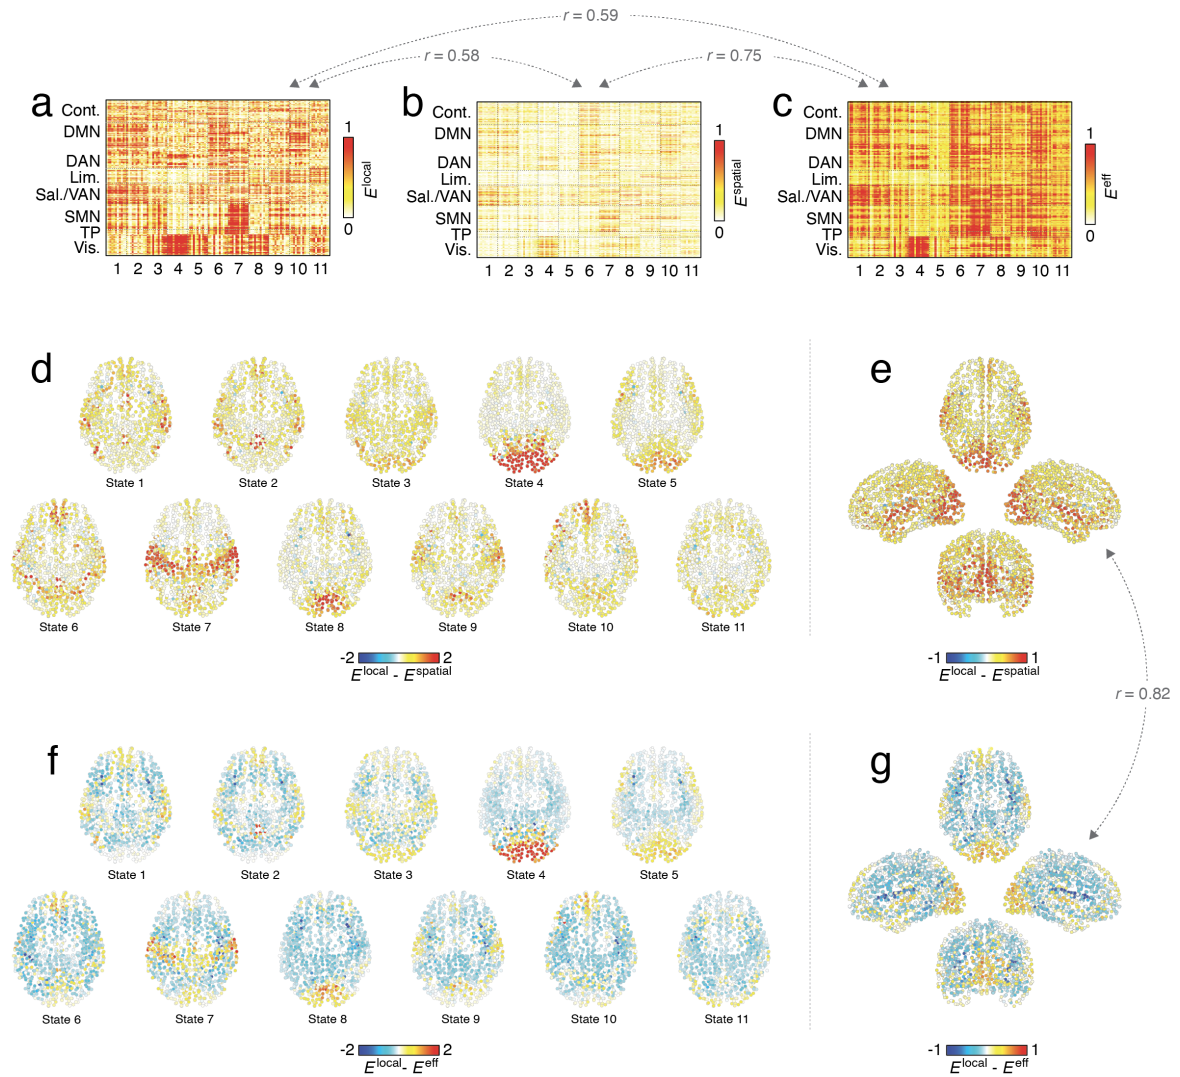 r = 0.59
r = 0.58
r = 0.75
a
Cont.
DMN
DAN
Lim.
Sal./VAN
SMN
TP
Vis.
1 2 3 4 5 6 7 8 9 10 11
1
0
E^local
b
Cont.
DMN
DAN
Lim.
Sal./VAN
SMN
TP
Vis.
1 2 3 4 5 6 7 8 9 10 11
1
0
E^spatial
c
Cont.
DMN
DAN
Lim.
Sal./VAN
SMN
TP
Vis.
1 2 3 4 5 6 7 8 9 10 11
1
0
E^eff
d
State 1 State 2 State 3 State 4 State 5
State 6 State 7 State 8 State 9 State 10 State 11
-2 2
E^local - E^spatial
e
-1 1
E^local - E^spatial
r = 0.82
f
State 1 State 2 State 3 State 4 State 5
State 6 State 7 State 8 State 9 State 10 State 11
-2 2
E^local - E^eff
g
-1 1
E^local - E^eff